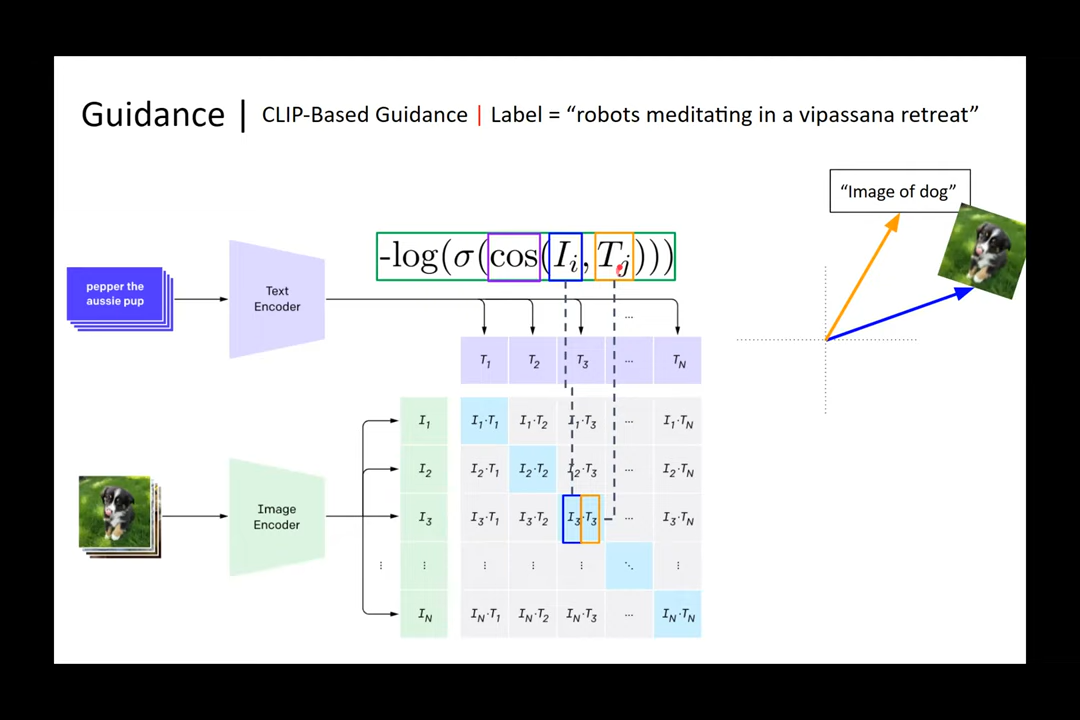 Guidance | CLIP-Based Guidance | Label = “robots meditating in a vipassana retreat”
“Image of dog”
-log(σ(cos(I_i, T_j)))
pepper the
aussie pup
Text
Encoder
...
T₁ T₂ T₃ ... T_N
I₁ I₁·T₁ I₁·T₂ I₁·T₃ ... I₁·T_N
I₂ I₂·T₁ I₂·T₂ I₂·T₃ ... I₂·T_N
Image
Encoder
I₃ I₃·T₁ I₃·T₂ I₃·T₃ ... I₃·T_N
⋮ ⋮ ⋮ ⋮ ⋮ ⋱ ⋮
I_N I_N·T₁ I_N·T₂ I_N·T₃ ... I_N·T_N